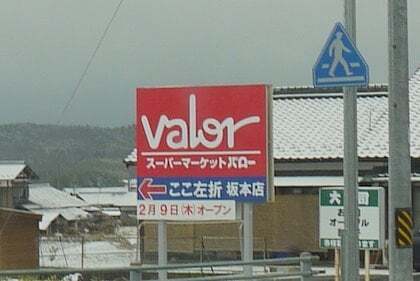 valor
スーパーマーケットバロー
ここ左折 坂本店
2月9日(木)オープン